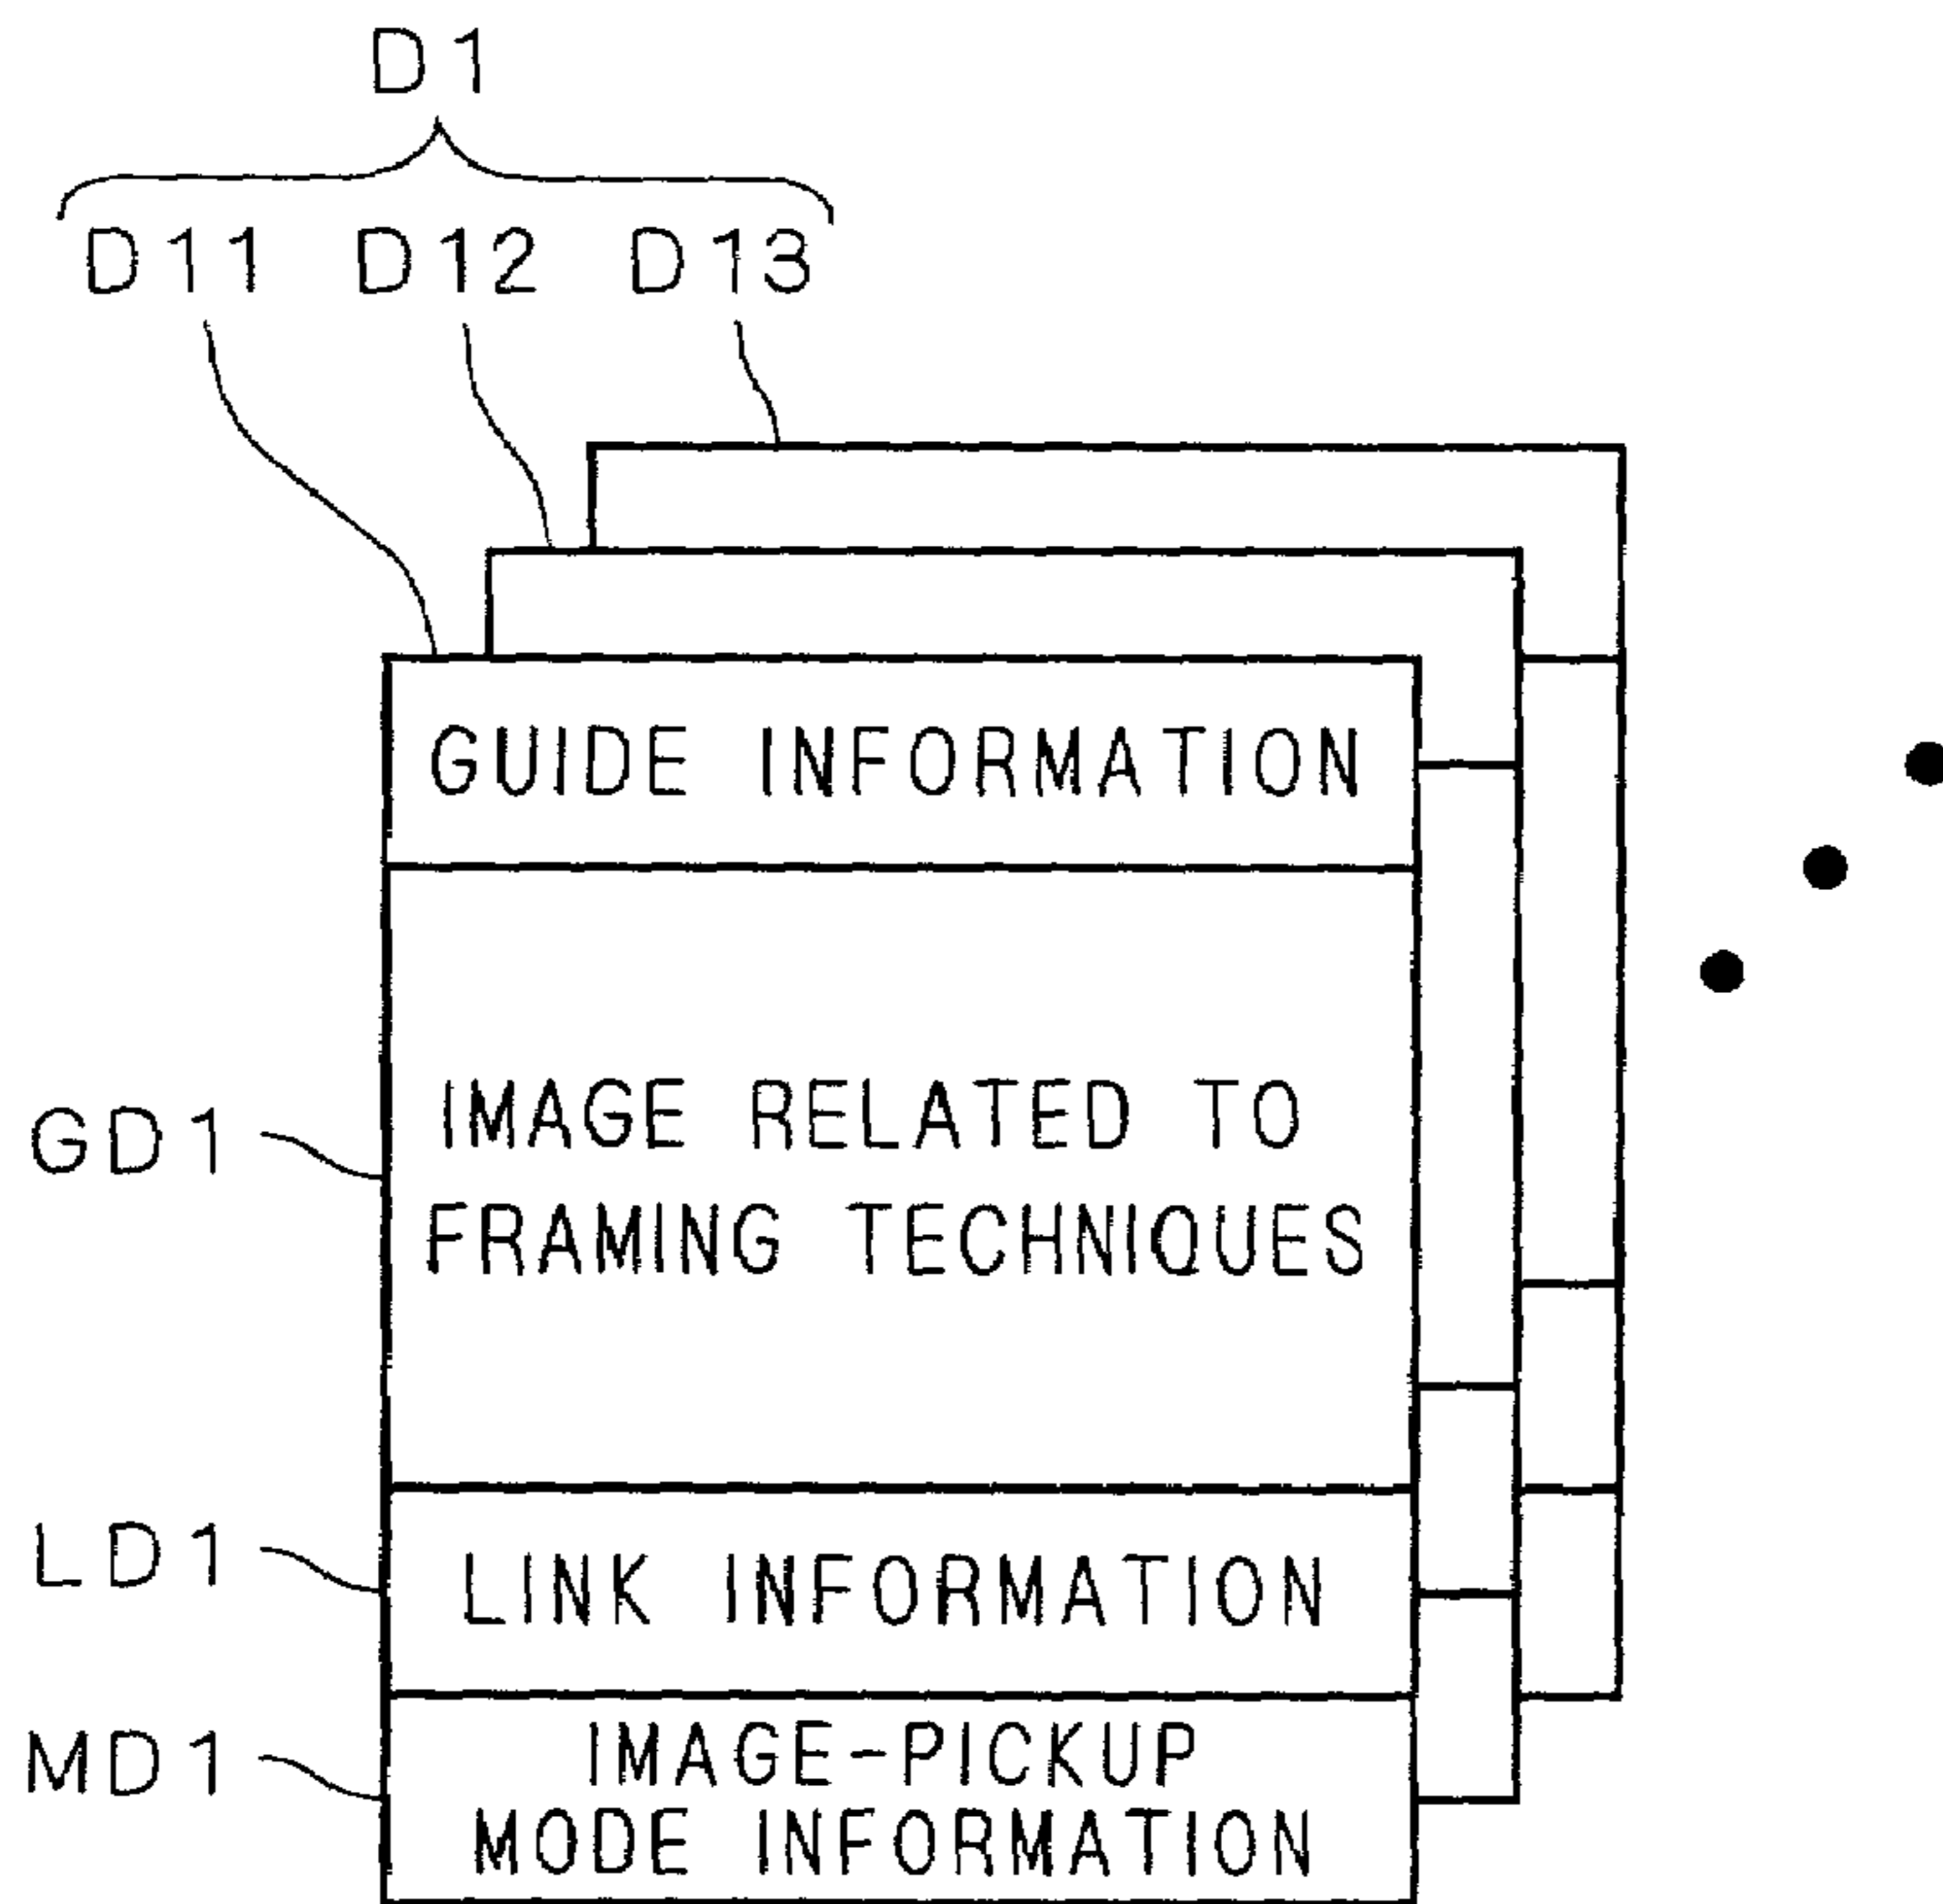 D1
D11 D12 D13
GUIDE INFORMATION
GD1
IMAGE RELATED TO
FRAMING TECHNIQUES
LD1
LINK INFORMATION
MD1
IMAGE-PICKUP
MODE INFORMATION